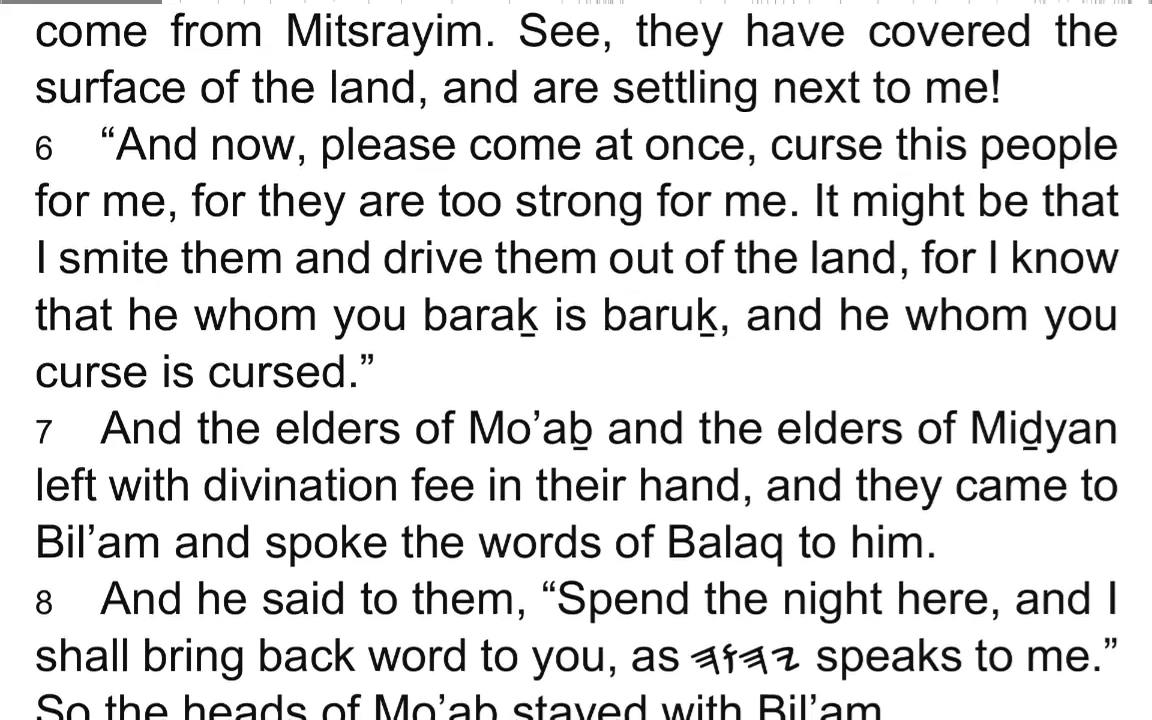 come from Mitsrayim. See, they have covered the
surface of the land, and are settling next to me!
6 “And now, please come at once, curse this people
for me, for they are too strong for me. It might be that
I smite them and drive them out of the land, for I know
that he whom you baraḵ is baruḵ, and he whom you
curse is cursed.”
7 And the elders of Mo’aḇ and the elders of Miḏyan
left with divination fee in their hand, and they came to
Bil’am and spoke the words of Balaq to him.
8 And he said to them, “Spend the night here, and I
shall bring back word to you, as 𐤉𐤄𐤅𐤄 speaks to me.”
So the heads of Mo’aḇ stayed with Bil’am